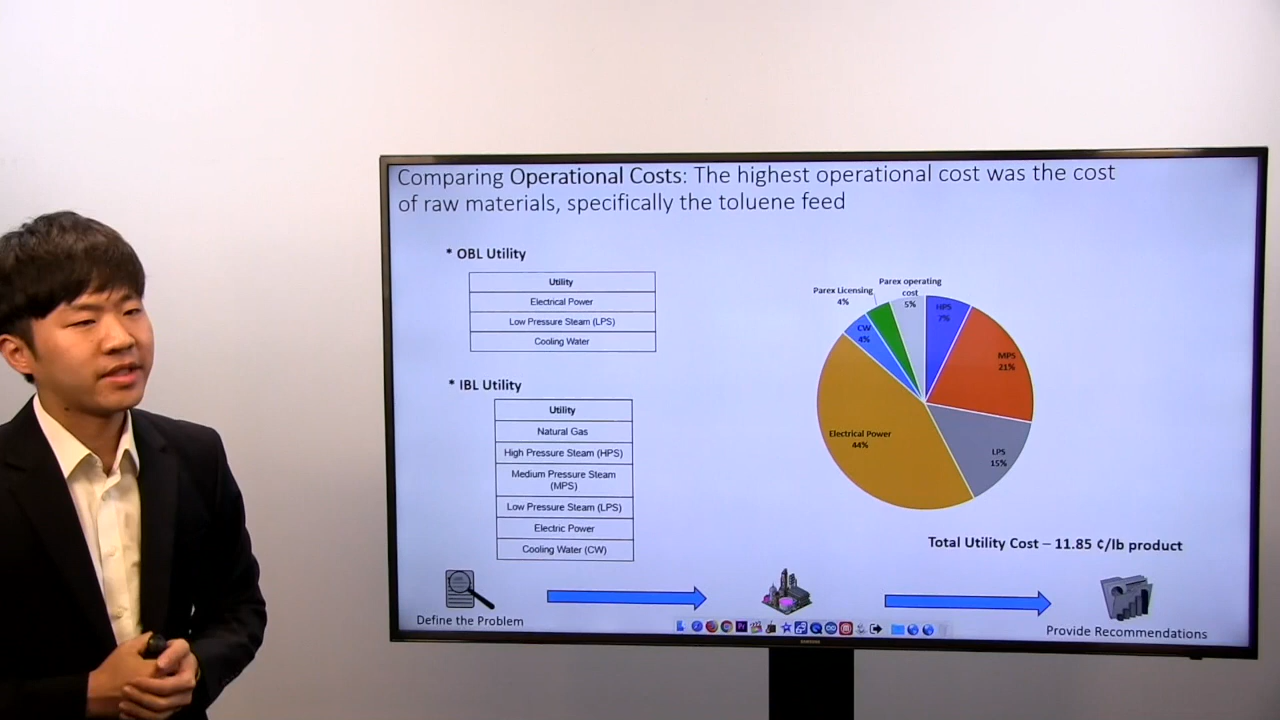 Comparing Operational Costs: The highest operational cost was the cost
of raw materials, specifically the toluene feed
* OBL Utility
Utility
Electrical Power
Low Pressure Steam (LPS)
Cooling Water
* IBL Utility
Utility
Natural Gas
High Pressure Steam (HPS)
Medium Pressure Steam
(MPS)
Low Pressure Steam (LPS)
Electric Power
Cooling Water (CW)
Parex operating
cost
5%
Parex Licensing
4%
HPS
7%
CW
4%
MPS
21%
Electrical Power
44%
LPS
15%
Total Utility Cost – 11.85 ¢/lb product
Define the Problem
Provide Recommendations
SAMSUNG